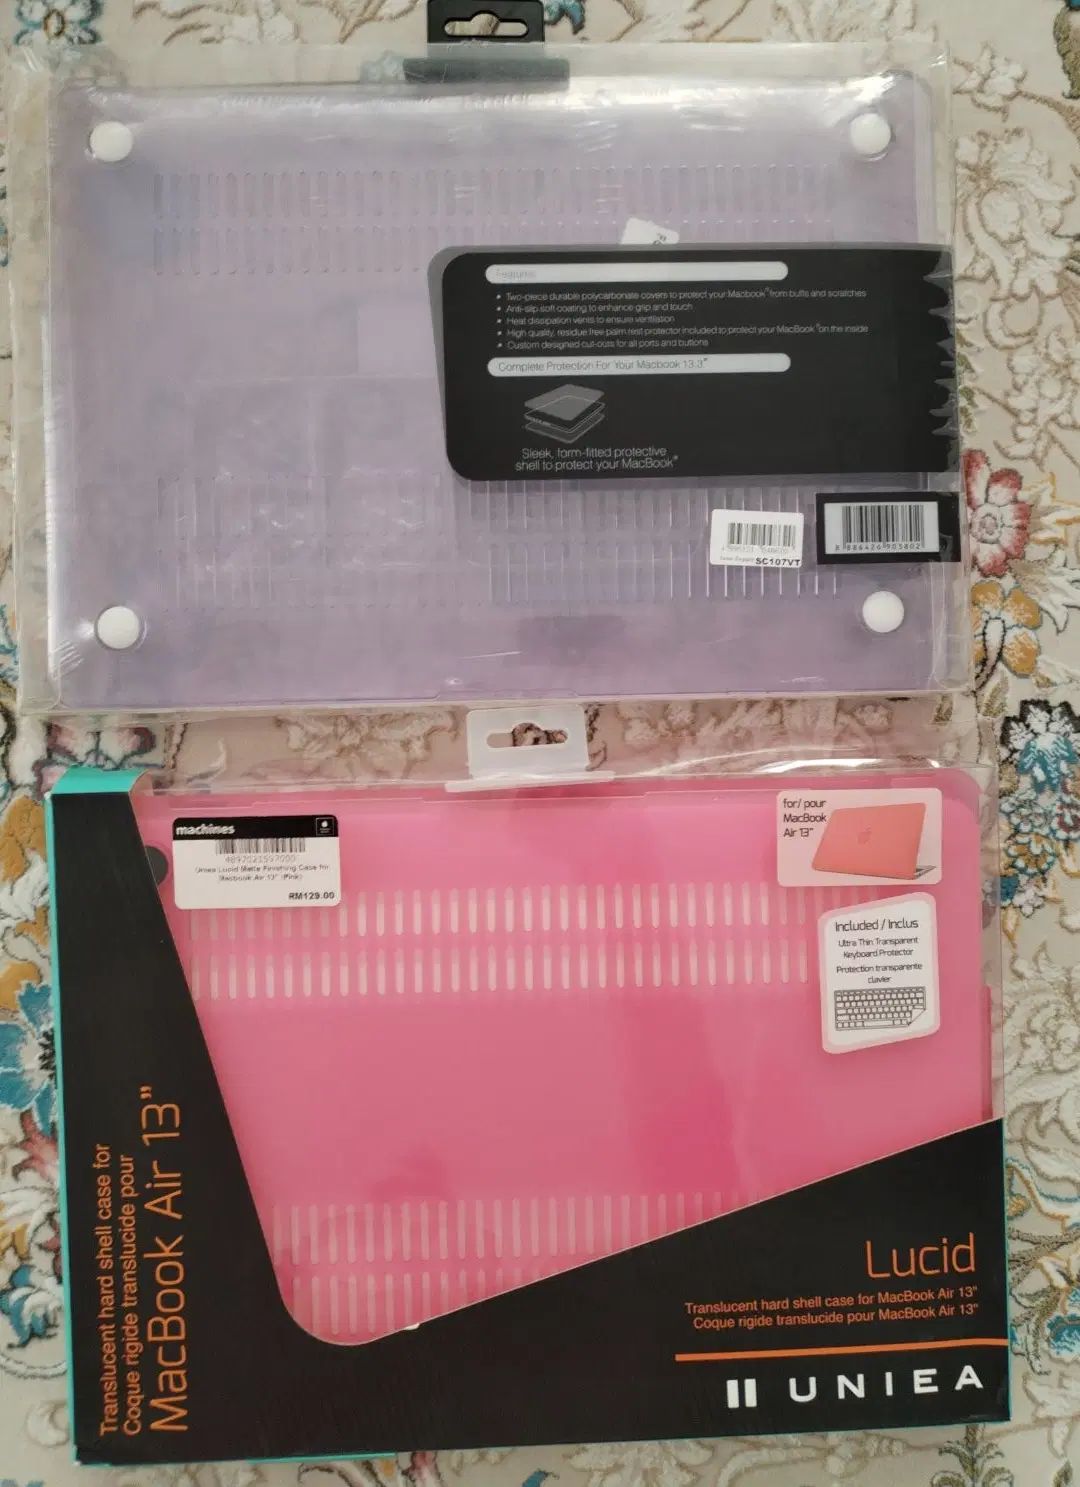 Features
Two-piece durable polycarbonate covers to protect your Macbook® from buffs and scratches
Anti-slip soft coating to enhance grip and touch
Heat dissipation vents to ensure ventilation
High quality, residue free palm rest protector included to protect your MacBook® on the inside
Custom designed cut-outs for all ports and buttons
Complete Protection For Your Macbook 13.3"
Sleek, form-fitted protective
shell to protect your MacBook®
SC107VT
8 886426 905802
machines
4897021597000
Uniea Lucid Matte Finishing Case for
Macbook Air 13" (Pink)
RM129.00
for/ pour
MacBook
Air 13"
Included / Inclus
Ultra Thin Transparent
Keyboard Protector
Protection transparente
clavier
Translucent hard shell case for
Coque rigide translucide pour
MacBook Air 13"
Lucid
Translucent hard shell case for MacBook Air 13"
Coque rigide translucide pour MacBook Air 13"
UNIEA